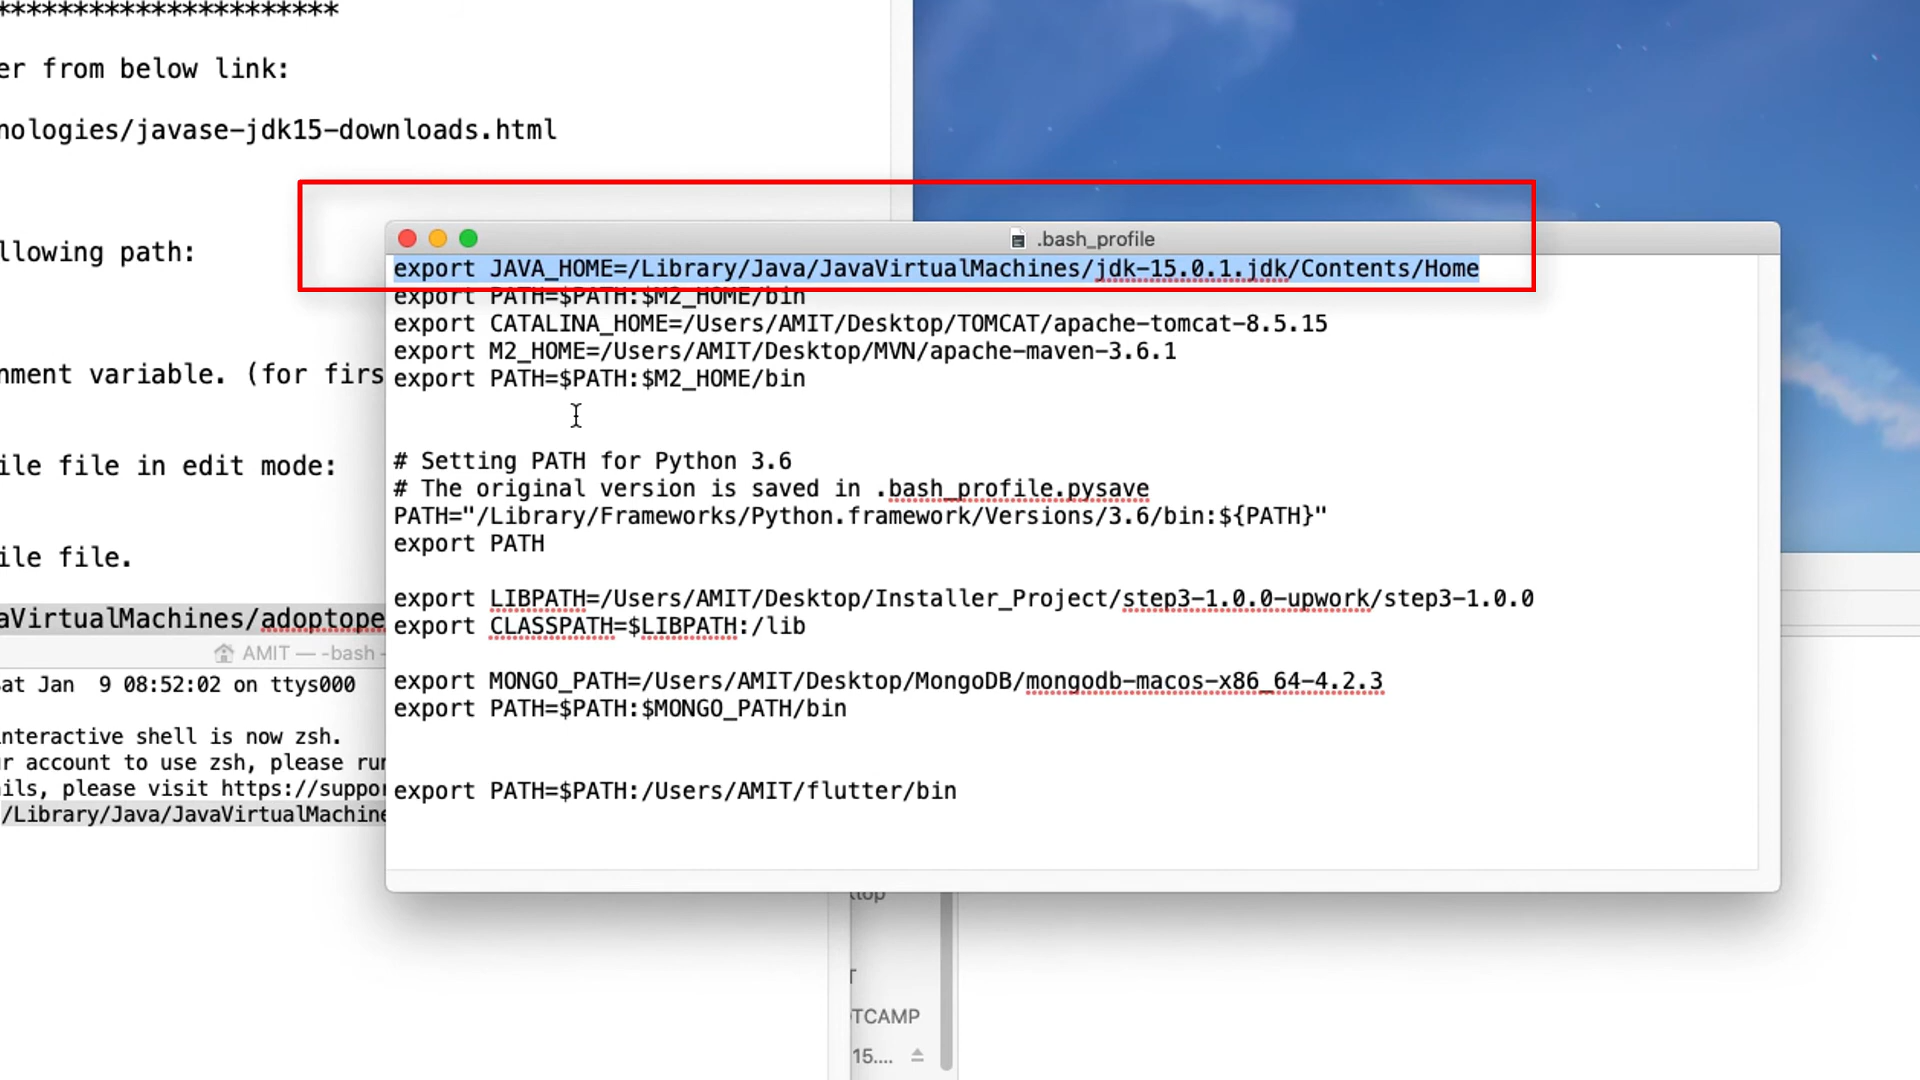 **********************
er from below link:
nologies/javase-jdk15-downloads.html
llowing path:
nment variable. (for firs
ile file in edit mode:
ile file.
aVirtualMachines/adoptope
AMIT — -bash -
at Jan  9 08:52:02 on ttys000
nteractive shell is now zsh.
r account to use zsh, please run
ils, please visit https://suppor
/Library/Java/JavaVirtualMachine
.bash_profile
export JAVA_HOME=/Library/Java/JavaVirtualMachines/jdk-15.0.1.jdk/Contents/Home
export PATH=$PATH:$M2_HOME/bin
export CATALINA_HOME=/Users/AMIT/Desktop/TOMCAT/apache-tomcat-8.5.15
export M2_HOME=/Users/AMIT/Desktop/MVN/apache-maven-3.6.1
export PATH=$PATH:$M2_HOME/bin
# Setting PATH for Python 3.6
# The original version is saved in .bash_profile.pysave
PATH="/Library/Frameworks/Python.framework/Versions/3.6/bin:${PATH}"
export PATH
export LIBPATH=/Users/AMIT/Desktop/Installer_Project/step3-1.0.0-upwork/step3-1.0.0
export CLASSPATH=$LIBPATH:/lib
export MONGO_PATH=/Users/AMIT/Desktop/MongoDB/mongodb-macos-x86_64-4.2.3
export PATH=$PATH:$MONGO_PATH/bin
export PATH=$PATH:/Users/AMIT/flutter/bin
ktop
T
TCAMP
15....